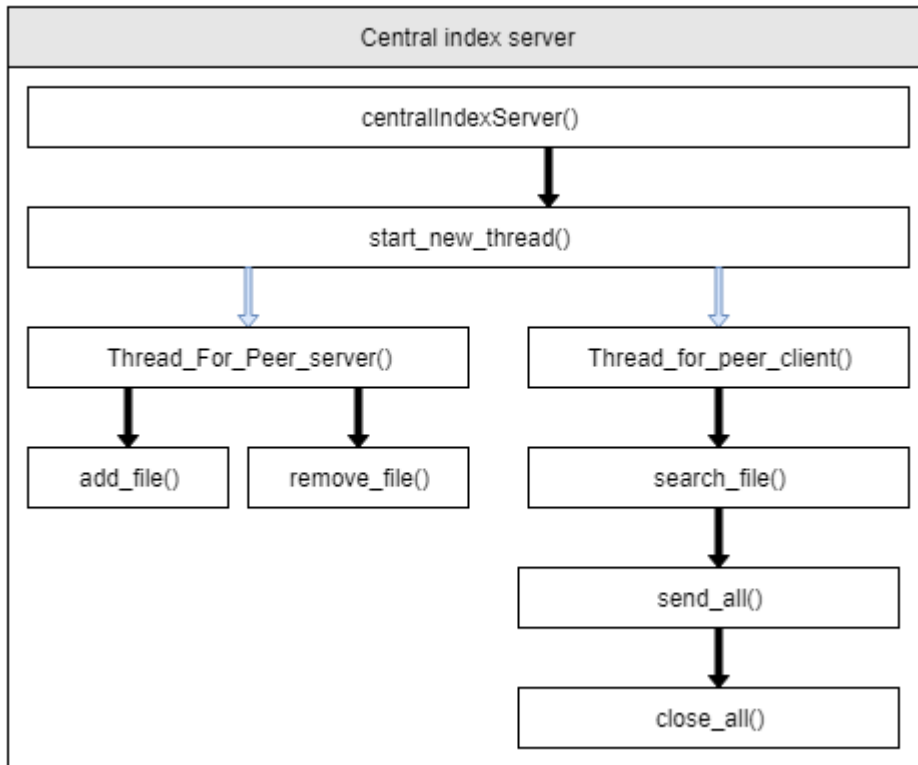 Central index server
centralIndexServer()
start_new_thread()
Thread_For_Peer_server()
Thread_for_peer_client()
add_file()
remove_file()
search_file()
send_all()
close_all()